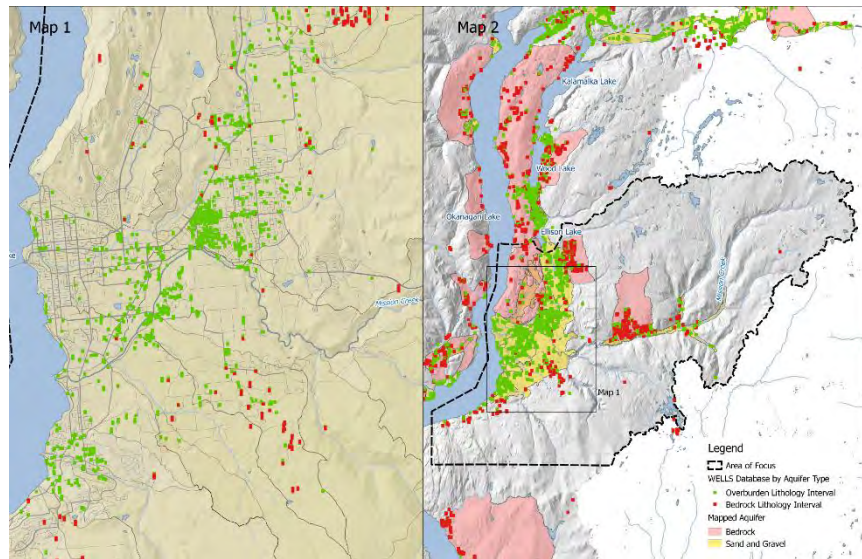 Map 1
Map 2
Kalamalka Lake
Wood Lake
Okanagan Lake
Ellison Lake
Mission Creek
Mission Creek
Map 1
Legend
Area of Focus
WELLS Database by Aquifer Type
Overburden Lithology Interval
Bedrock Lithology Interval
Mapped Aquifer
Bedrock
Sand and Gravel